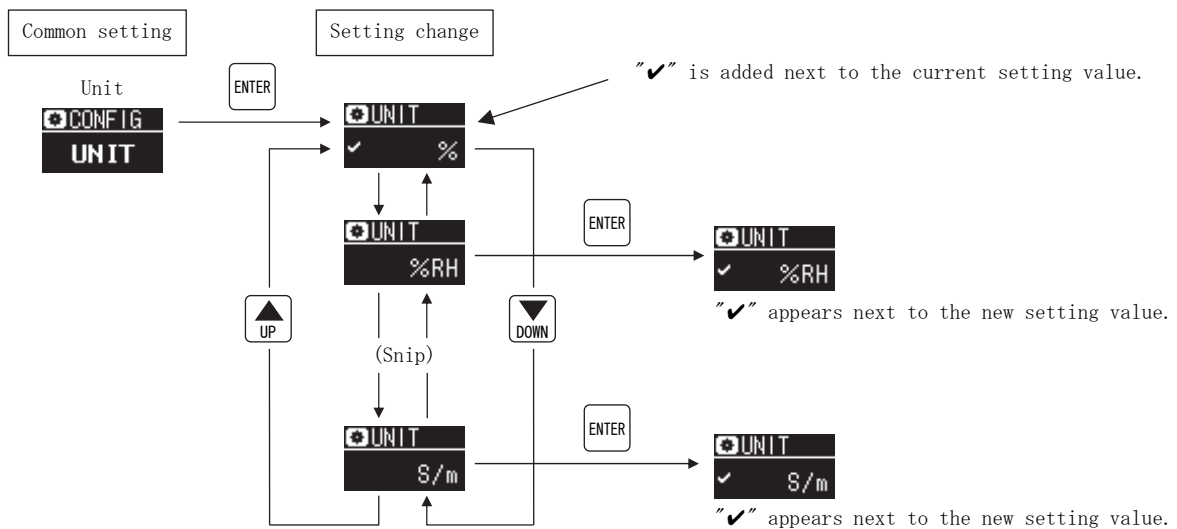 Common setting
Setting change
"✔" is added next to the current setting value.
Unit
ENTER
CONFIG
UNIT
UNIT
✔ %
ENTER
UNIT
%RH
UNIT
✔ %RH
"✔" appears next to the new setting value.
UP
DOWN
(Snip)
ENTER
UNIT
S/m
UNIT
✔ S/m
"✔" appears next to the new setting value.